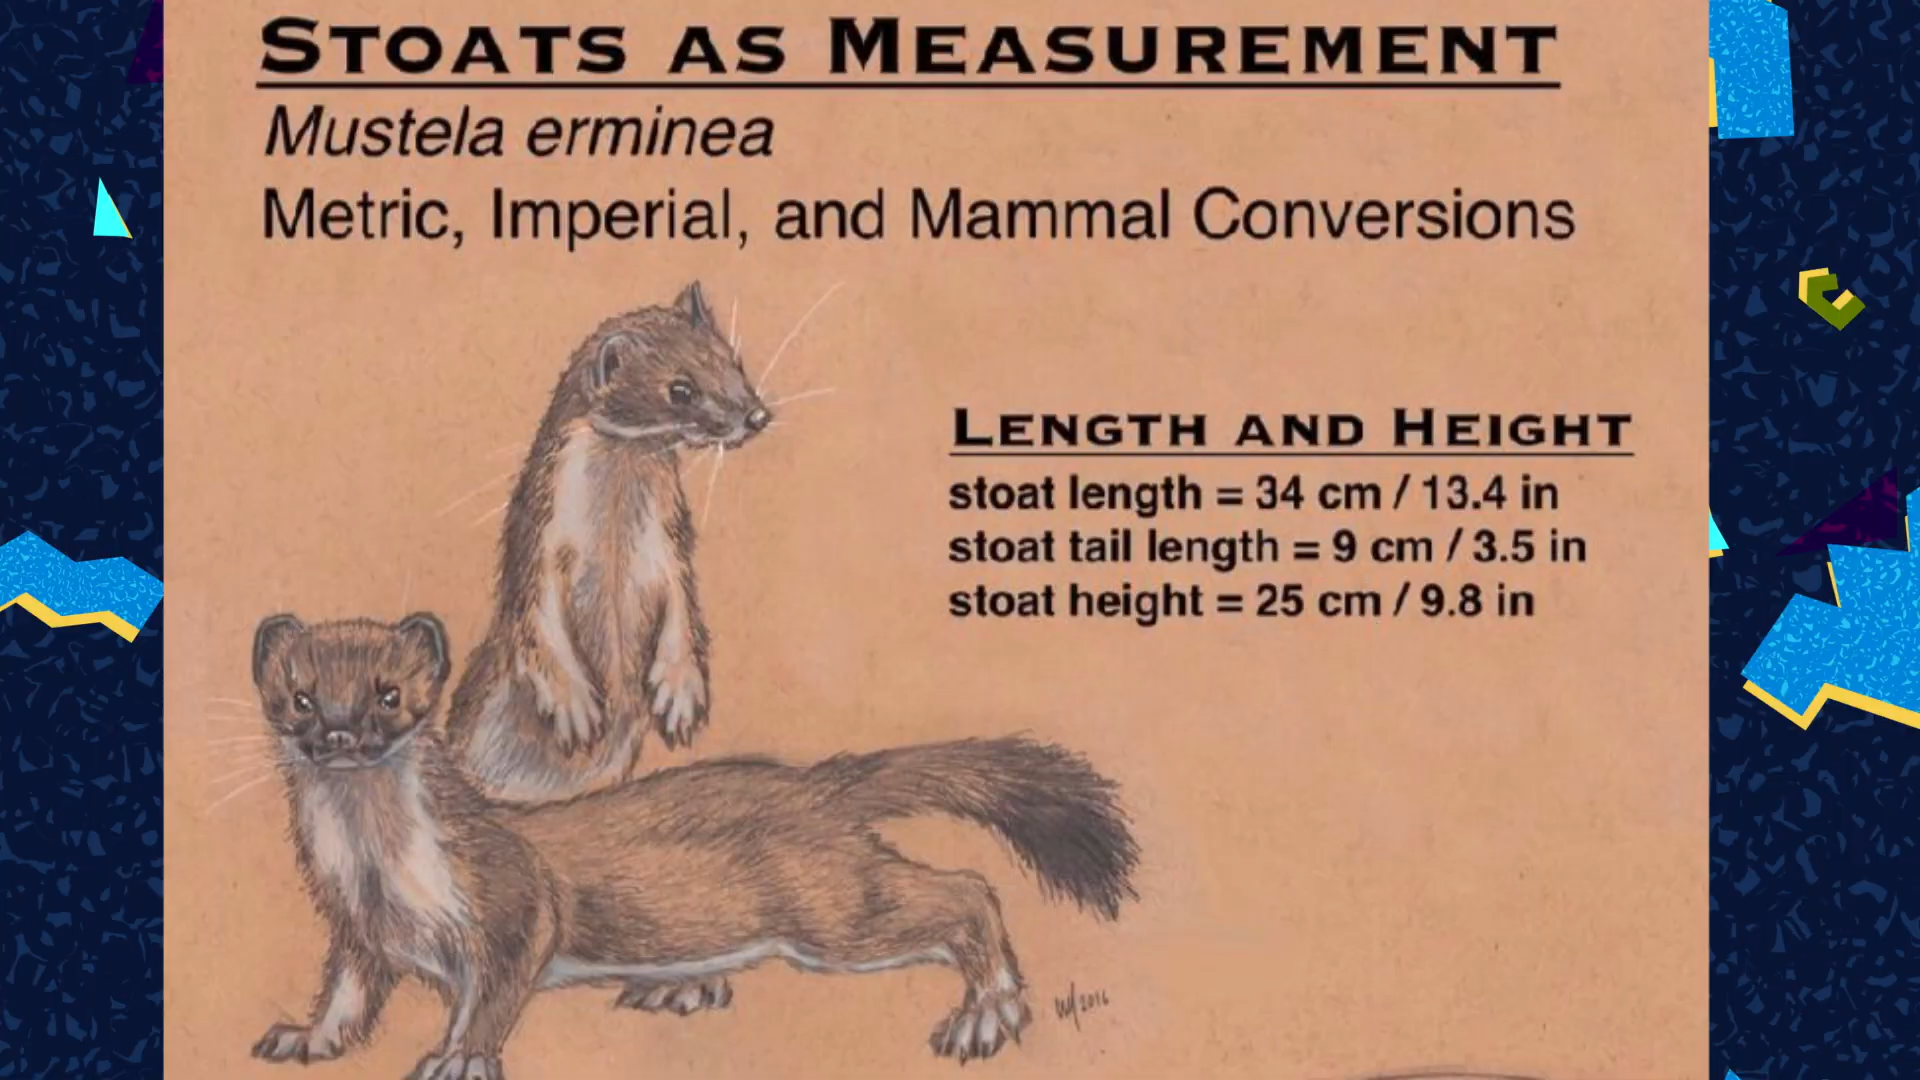 STOATS AS MEASUREMENT
Mustela erminea
Metric, Imperial, and Mammal Conversions
LENGTH AND HEIGHT
stoat length = 34 cm / 13.4 in
stoat tail length = 9 cm / 3.5 in
stoat height = 25 cm / 9.8 in
2016